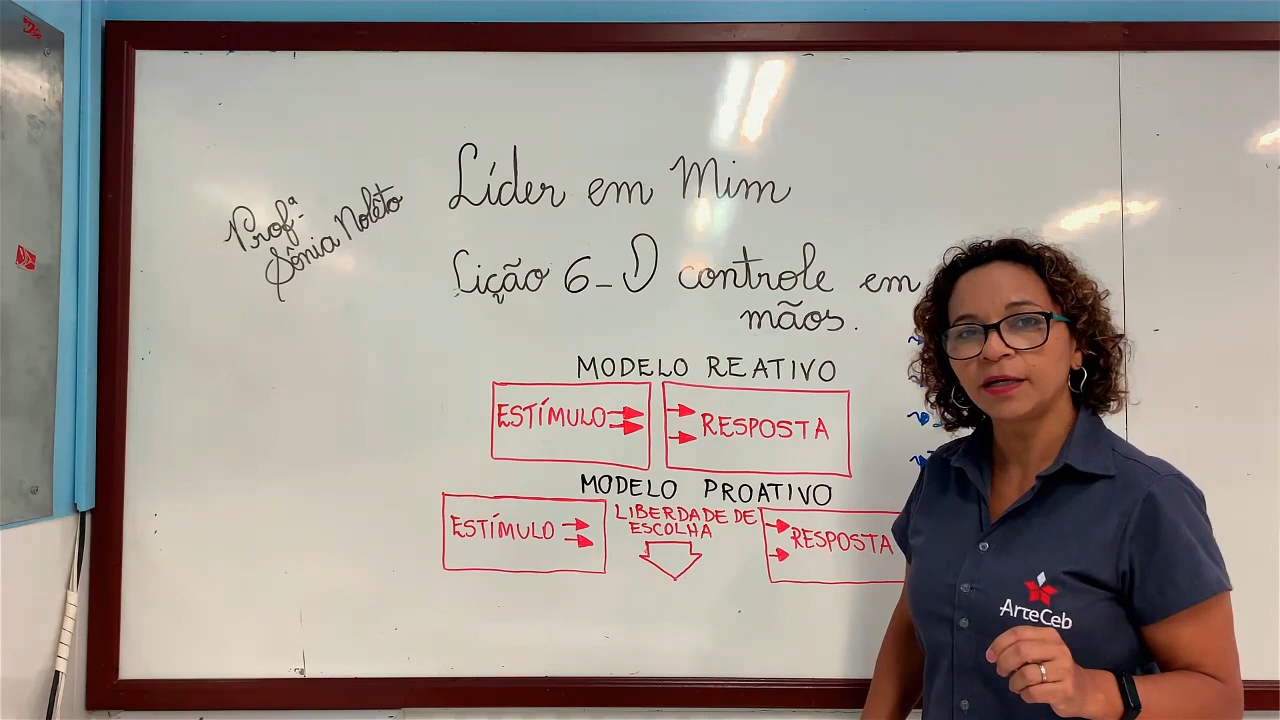 Profª
Sônia Nolêto
Líder em Mim
Lição 6 - O controle em
mãos.
MODELO REATIVO
ESTÍMULO
RESPOSTA
MODELO PROATIVO
ESTÍMULO
LIBERDADE DE
ESCOLHA
RESPOSTA
ArteCeb